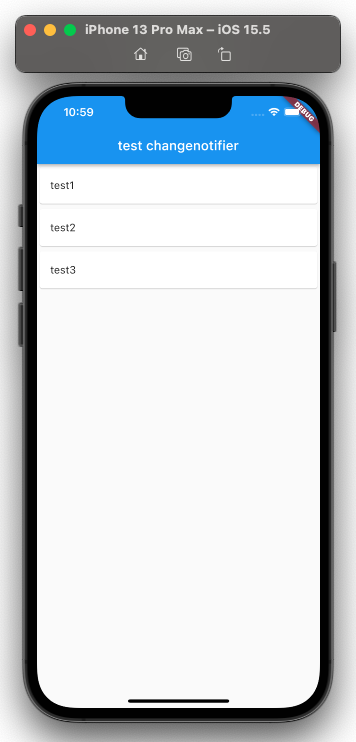 iPhone 13 Pro Max – iOS 15.5
10:59
DEBUG
test changenotifier
test1
test2
test3